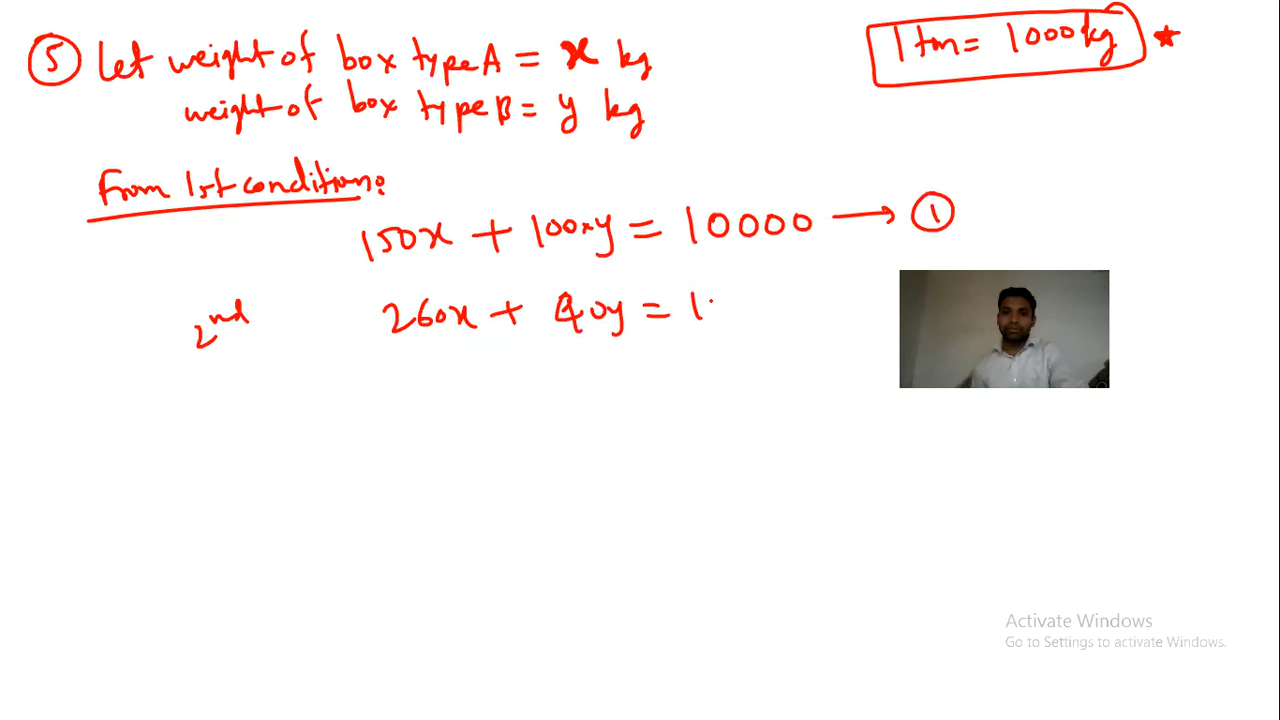 5 Let weight of box type A = x kg
1 ton = 1000 kg ★
weight of box type B = y kg
From 1st condition:
150x + 100xy = 10000 → 1
2nd 260x + 40y = 1
Activate Windows
Go to Settings to activate Windows.